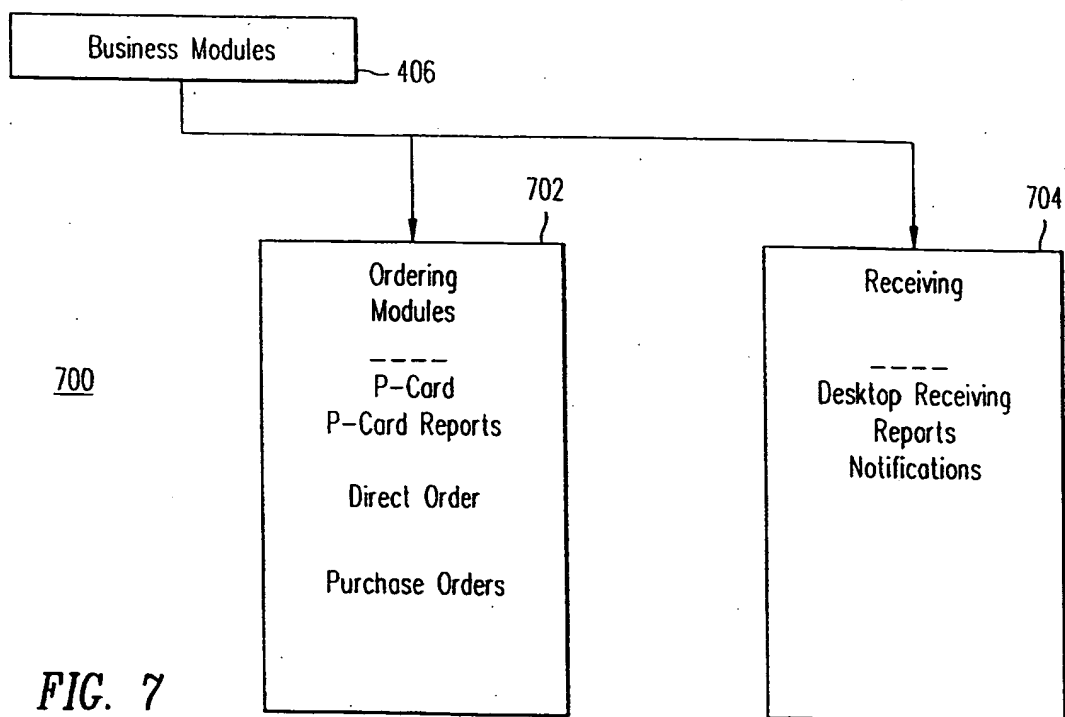 Business Modules
406
702
704
Ordering
Modules
----
P-Card
P-Card Reports
Direct Order
Purchase Orders
Receiving
----
Desktop Receiving
Reports
Notifications
700
FIG. 7